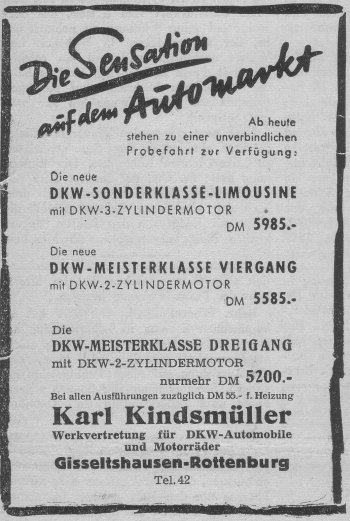 Die Sensation
auf dem Automarkt
Ab heute
stehen zu einer unverbindlichen
Probefahrt zur Verfügung:
Die neue
DKW-SONDERKLASSE-LIMOUSINE
mit DKW-3-ZYLINDERMOTOR
DM 5985.-
Die neue
DKW-MEISTERKLASSE VIERGANG
mit DKW-2-ZYLINDERMOTOR
DM 5585.-
Die
DKW-MEISTERKLASSE DREIGANG
mit DKW-2-ZYLINDERMOTOR
nurmehr DM 5200.-
Bei allen Ausführungen zuzüglich DM 55.- f. Heizung
Karl Kindsmüller
Werkvertretung für DKW-Automobile
und Motorräder
Gisseltshausen-Rottenburg
Tel. 42